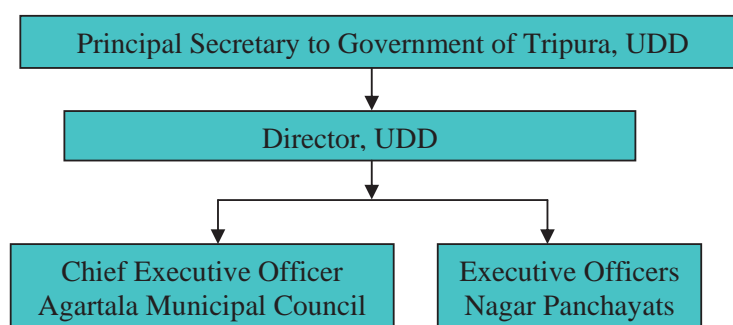 Principal Secretary to Government of Tripura, UDD
Director, UDD
Chief Executive Officer
Agartala Municipal Council
Executive Officers
Nagar Panchayats